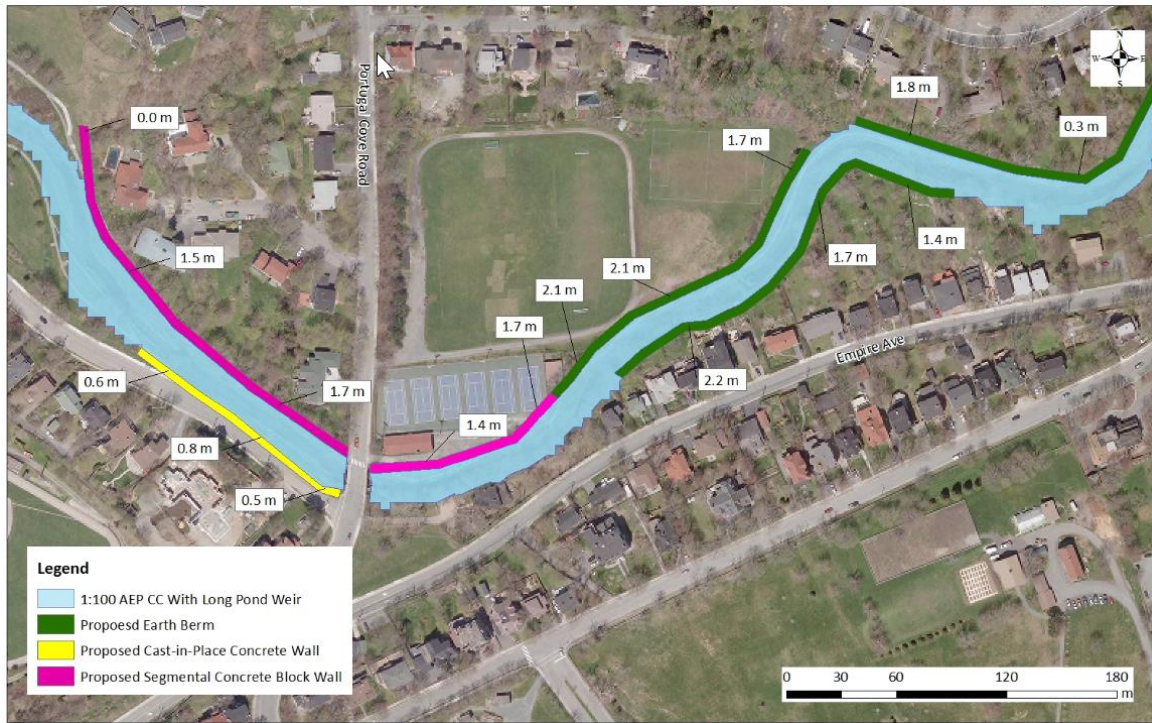 N
W E
S
0.0 m
1.8 m
0.3 m
1.7 m
Portugal Cove Road
1.5 m
2.1 m
1.7 m
1.4 m
2.1 m
1.7 m
0.6 m
1.7 m
2.2 m
Empire Ave
1.4 m
0.8 m
0.5 m
Legend
1:100 AEP CC With Long Pond Weir
Propoesd Earth Berm
Proposed Cast-in-Place Concrete Wall
Proposed Segmental Concrete Block Wall
0 30 60 120 180
m